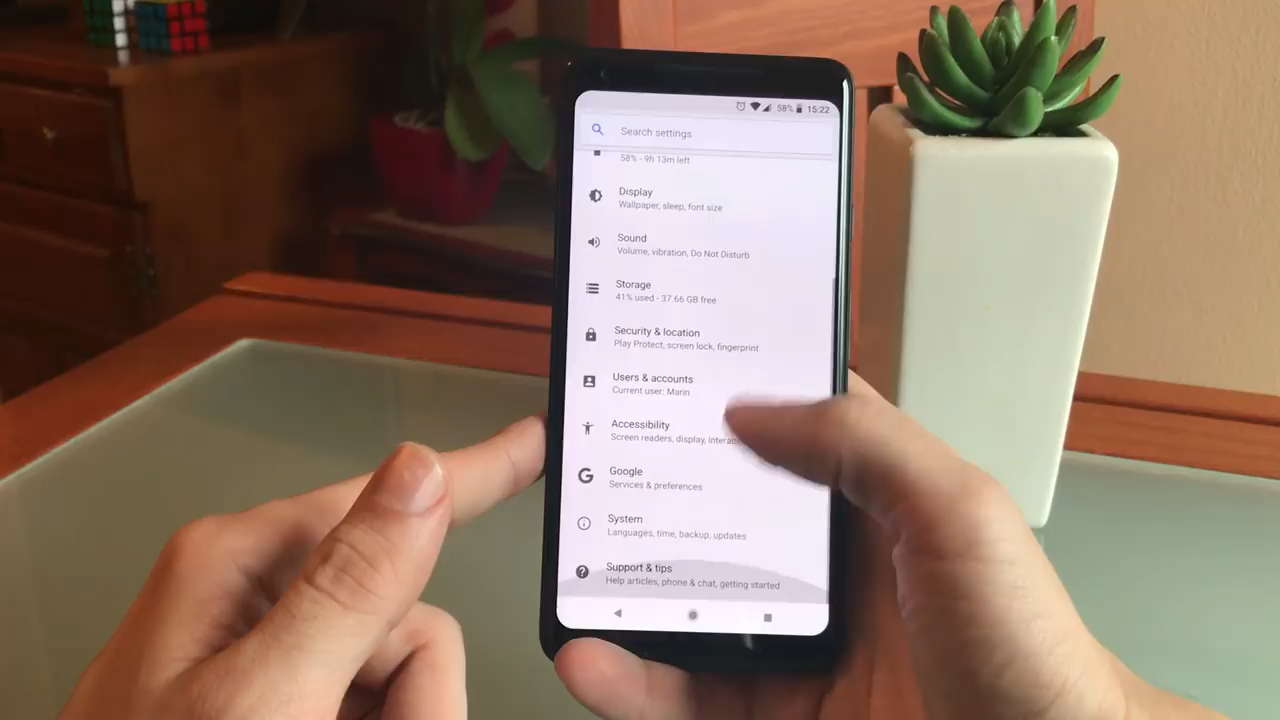 58% 15:22
Search settings
58% - 9h 13m left
Display
Wallpaper, sleep, font size
Sound
Volume, vibration, Do Not Disturb
Storage
41% used - 37.66 GB free
Security & location
Play Protect, screen lock, fingerprint
Users & accounts
Current user: Marin
Accessibility
Screen readers, display,
Google
Services & preferences
System
Languages, time, backup, updates
Support & tips
Help articles, phone & chat, getting started